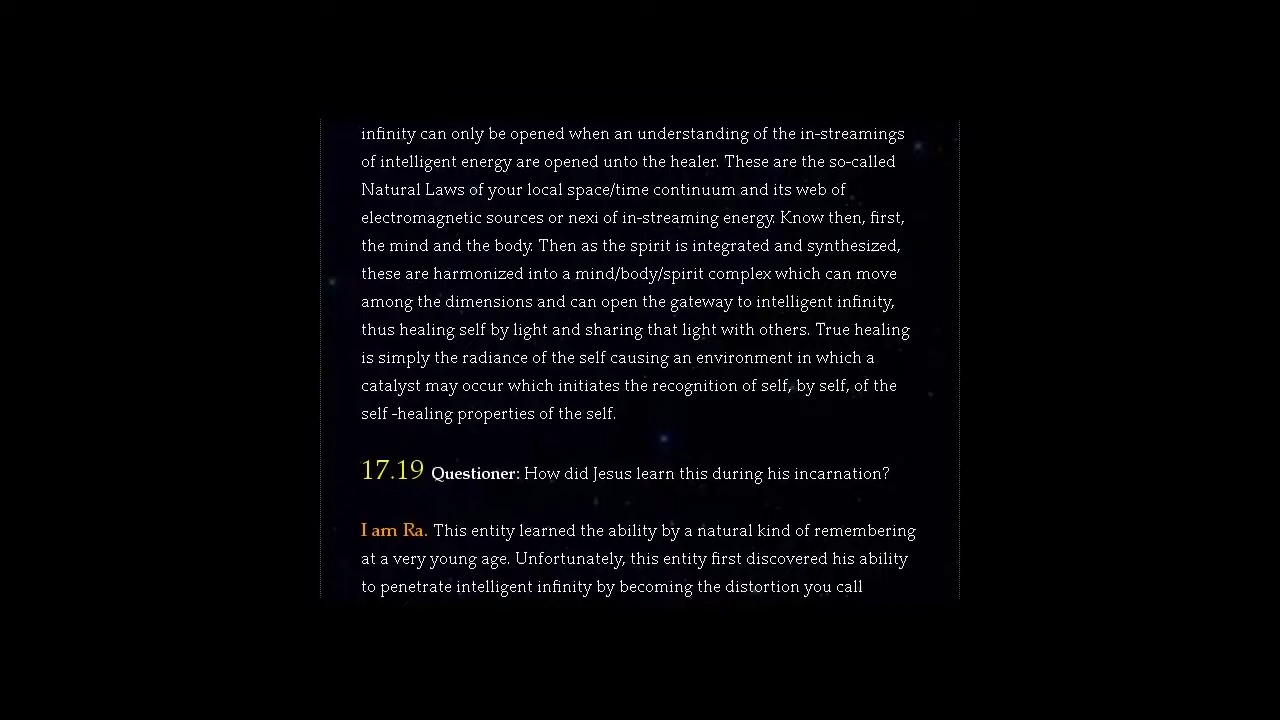 infinity can only be opened when an understanding of the in-streamings
of intelligent energy are opened unto the healer. These are the so-called
Natural Laws of your local space/time continuum and its web of
electromagnetic sources or nexi of in-streaming energy. Know then, first,
the mind and the body. Then as the spirit is integrated and synthesized,
these are harmonized into a mind/body/spirit complex which can move
among the dimensions and can open the gateway to intelligent infinity,
thus healing self by light and sharing that light with others. True healing
is simply the radiance of the self causing an environment in which a
catalyst may occur which initiates the recognition of self, by self, of the
self -healing properties of the self.
17.19 Questioner: How did Jesus learn this during his incarnation?
I am Ra. This entity learned the ability by a natural kind of remembering
at a very young age. Unfortunately, this entity first discovered his ability
to penetrate intelligent infinity by becoming the distortion you call